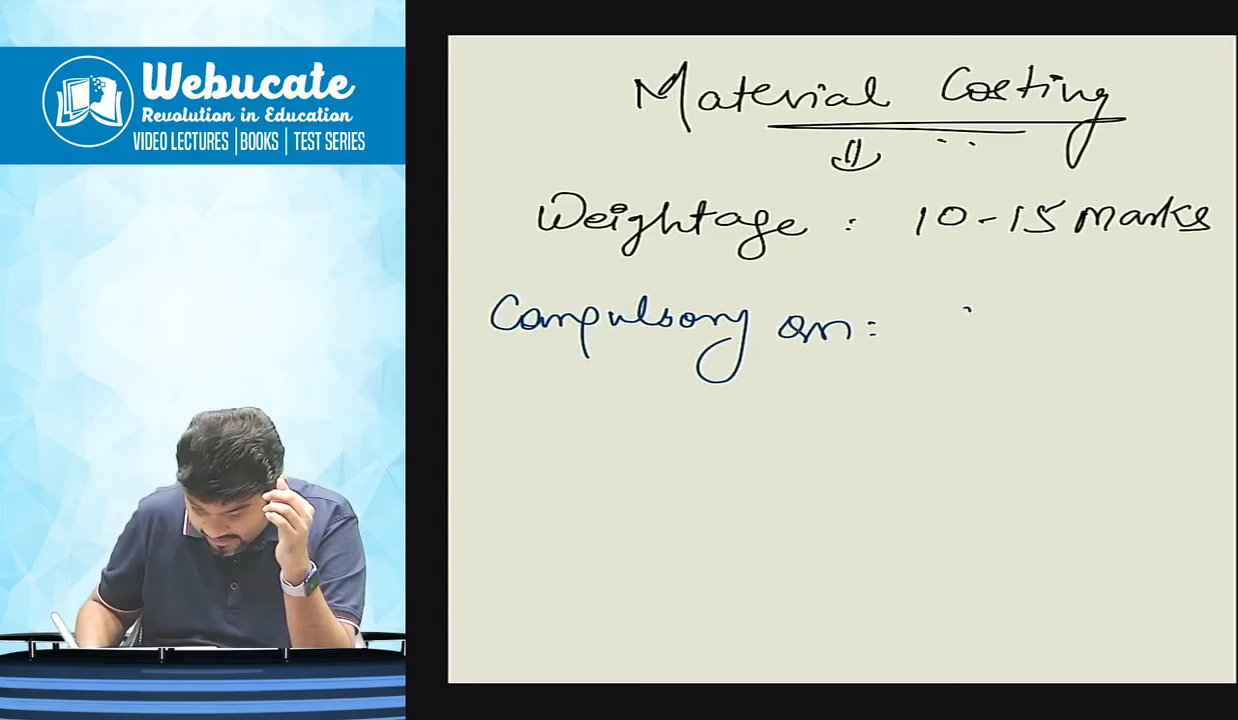 Webucate
Revolution in Education
VIDEO LECTURES | BOOKS | TEST SERIES
Material Costing
Weightage : 10-15 Marks
Compulsory Qn: